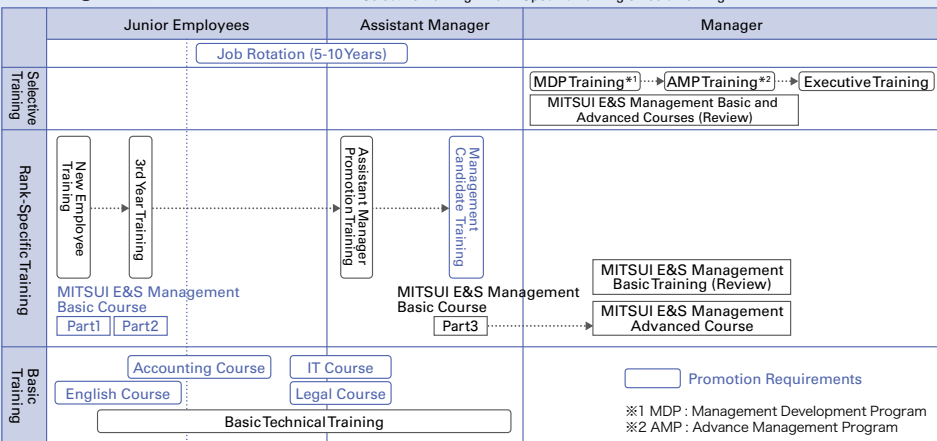 Junior Employees
Assistant Manager
Manager
Job Rotation (5-10Years)
Selective
Training
MDP Training※1
AMP Training※2
Executive Training
MITSUI E&S Management Basic and
Advanced Courses (Review)
Rank-Specific Training
New Employee
Training
3rd Year Training
Assistant Manager
Promotion Training
Management
Candidate Training
MITSUI E&S Management
Basic Course
Part1
Part2
MITSUI E&S Management
Basic Course
Part3
MITSUI E&S Management
Basic Training (Review)
MITSUI E&S Management
Advanced Course
Basic
Training
Accounting Course
IT Course
English Course
Legal Course
Basic Technical Training
Promotion Requirements
※1 MDP : Management Development Program
※2 AMP : Advance Management Program